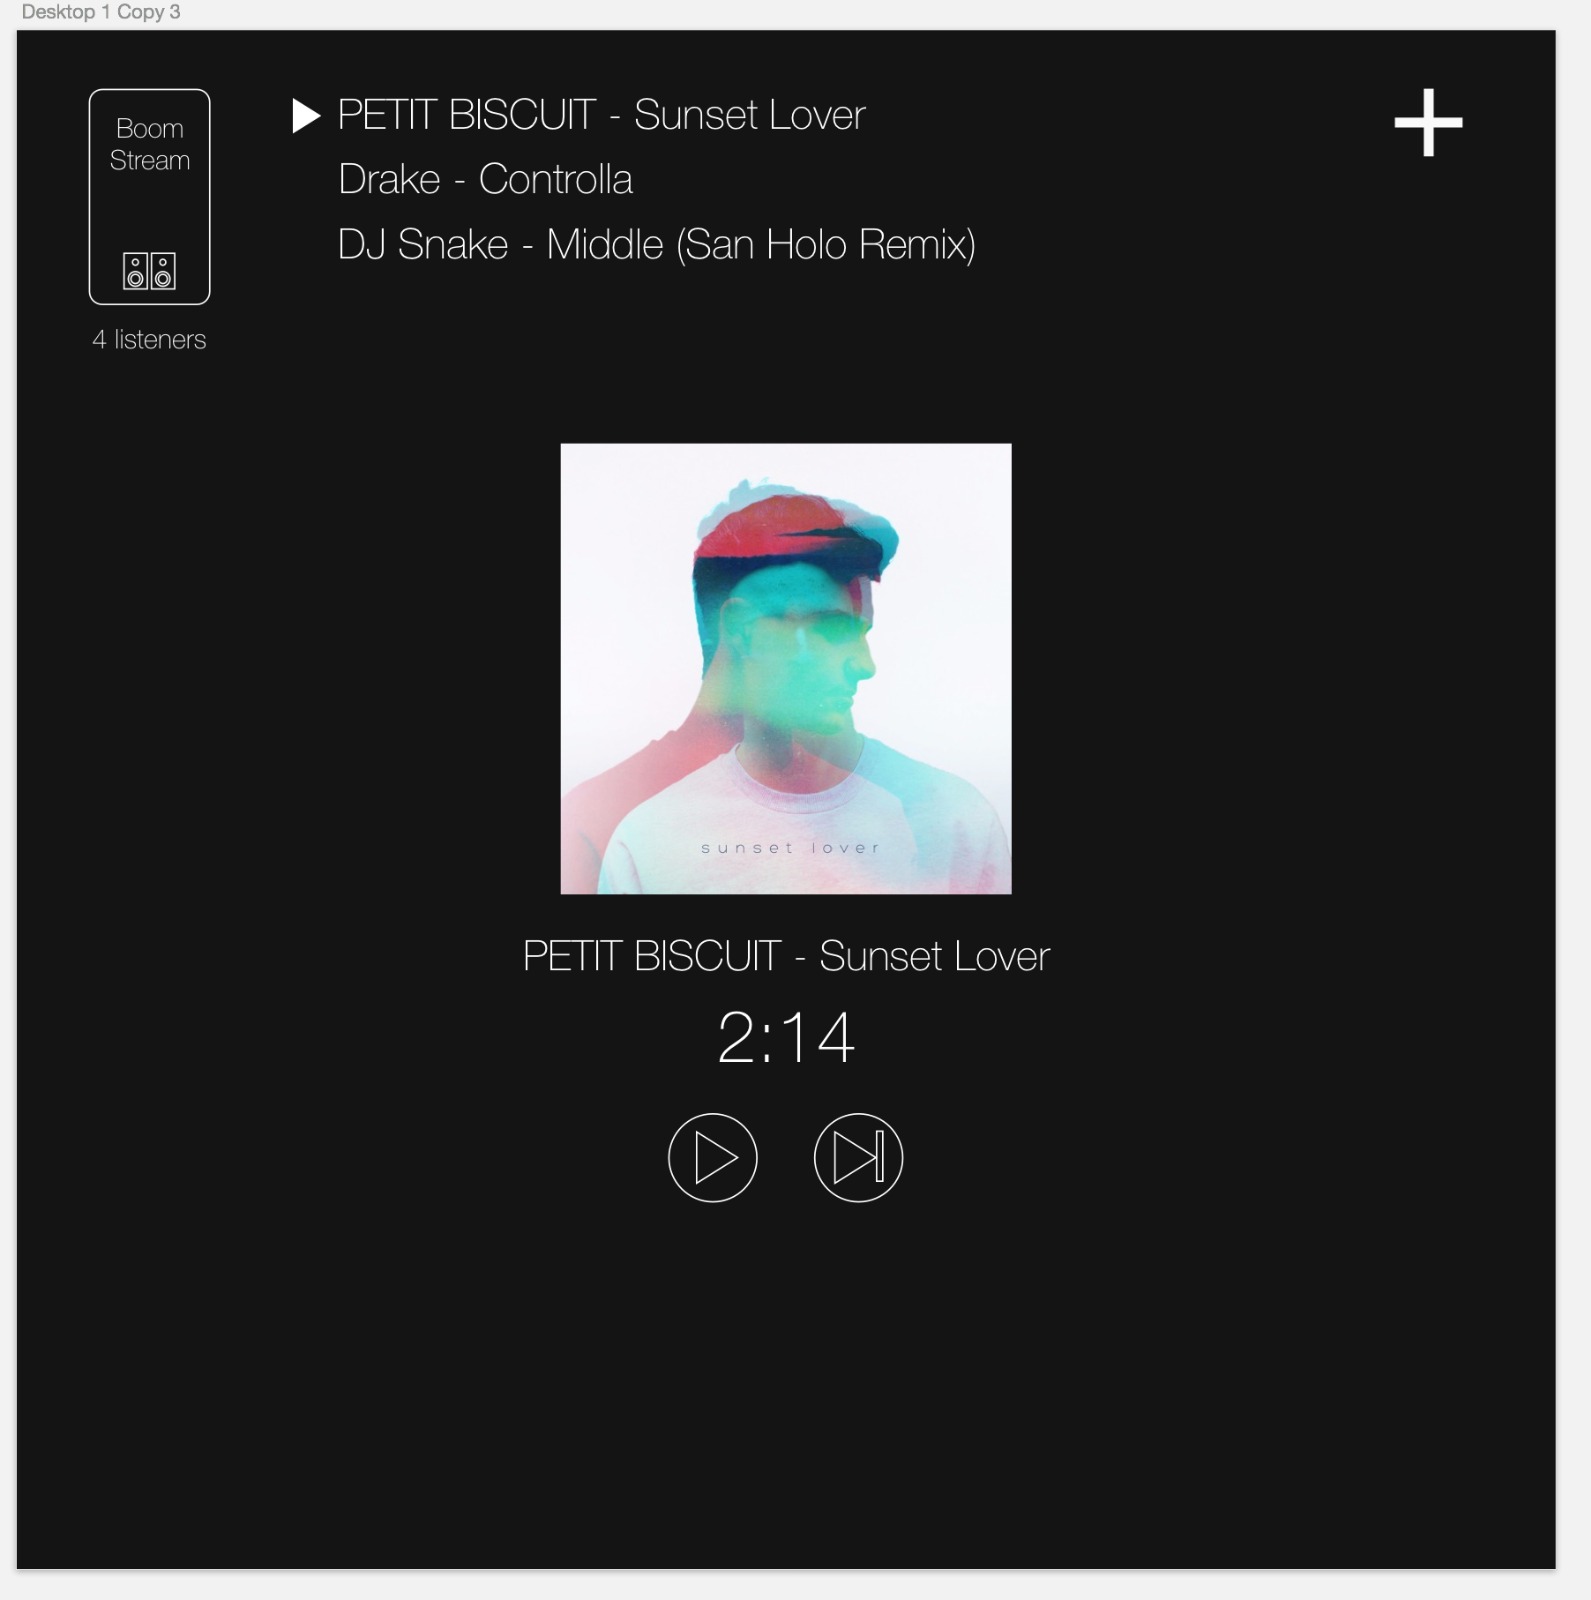 Desktop 1 Copy 3
Boom
Stream
4 listeners
PETIT BISCUIT - Sunset Lover
Drake - Controlla
DJ Snake - Middle (San Holo Remix)
sunset lover
PETIT BISCUIT - Sunset Lover
2:14